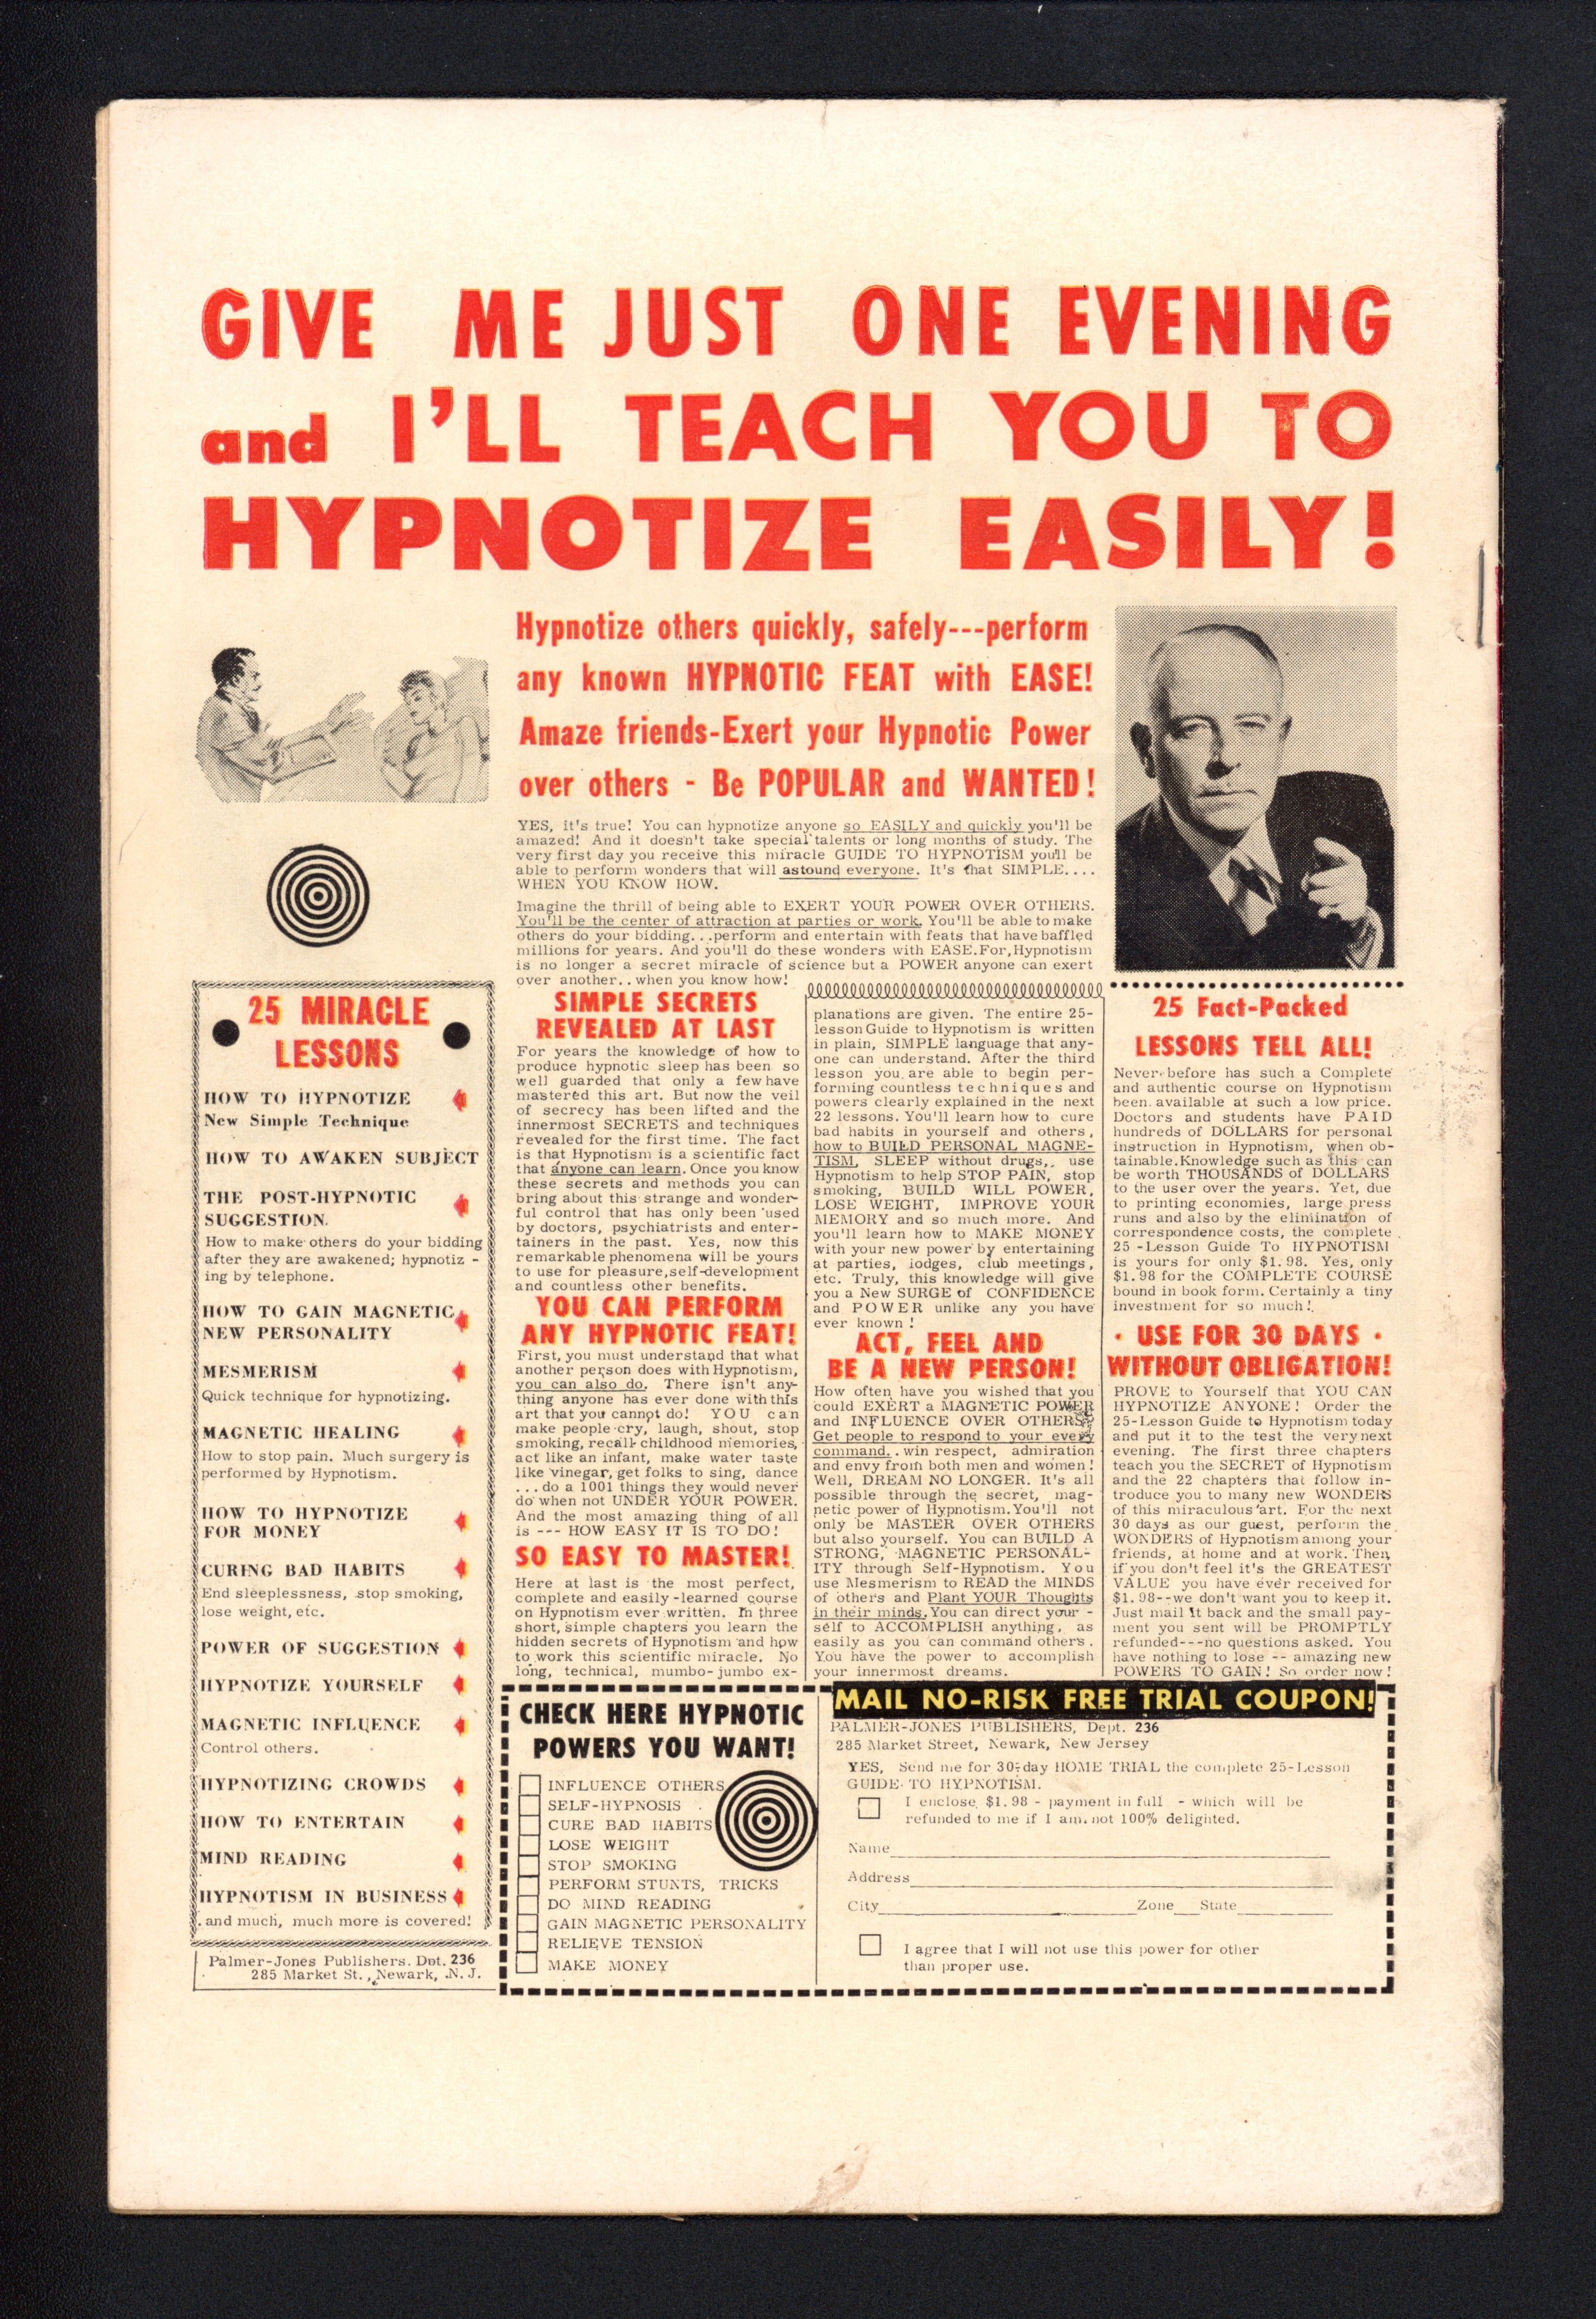 GIVE ME JUST ONE EVENING
and I'LL TEACH YOU TO
HYPNOTIZE EASILY!
Hypnotize others quickly, safely---perform
any known HYPNOTIC FEAT with EASE!
Amaze friends-Exert your Hypnotic Power
over others - Be POPULAR and WANTED!
YES, it's true! You can hypnotize anyone so EASILY and quickly you'll be
amazed! And it doesn't take special talents or long months of study. The
very first day you receive this miracle GUIDE TO HYPNOTISM you'll be
able to perform wonders that will astound everyone. It's that SIMPLE....
WHEN YOU KNOW HOW.
Imagine the thrill of being able to EXERT YOUR POWER OVER OTHERS.
You'll be the center of attraction at parties or work. You'll be able to make
others do your bidding...perform and entertain with feats that have baffled
millions for years. And you'll do these wonders with EASE.For,Hypnotism
is no longer a secret miracle of science but a POWER anyone can exert
over another.. when you know how!
25 MIRACLE
LESSONS
HOW TO HYPNOTIZE
New Simple Technique
HOW TO AWAKEN SUBJECT
THE POST-HYPNOTIC
SUGGESTION.
How to make others do your bidding
after they are awakened; hypnotiz -
ing by telephone.
HOW TO GAIN MAGNETIC
NEW PERSONALITY
MESMERISM
Quick technique for hypnotizing.
MAGNETIC HEALING
How to stop pain. Much surgery is
performed by Hypnotism.
HOW TO HYPNOTIZE
FOR MONEY
CURING BAD HABITS
End sleeplessness, stop smoking,
lose weight, etc.
POWER OF SUGGESTION
HYPNOTIZE YOURSELF
MAGNETIC INFLUENCE
Control others.
HYPNOTIZING CROWDS
HOW TO ENTERTAIN
MIND READING
HYPNOTISM IN BUSINESS
. and much, much more is covered!
Palmer-Jones Publishers. Dpt. 236
285 Market St., Newark, N. J.
SIMPLE SECRETS
REVEALED AT LAST
For years the knowledge of how to
produce hypnotic sleep has been so
well guarded that only a few have
mastered this art. But now the veil
of secrecy has been lifted and the
innermost SECRETS and techniques
revealed for the first time. The fact
is that Hypnotism is a scientific fact
that anyone can learn. Once you know
these secrets and methods you can
bring about this strange and wonder-
ful control that has only been used
by doctors, psychiatrists and enter-
tainers in the past. Yes, now this
remarkable phenomena will be yours
to use for pleasure,self-development
and countless other benefits.
YOU CAN PERFORM
ANY HYPNOTIC FEAT!
First, you must understand that what
another person does with Hypnotism,
you can also do. There isn't any-
thing anyone has ever done with this
art that you cannot do! YOU can
make people cry, laugh, shout, stop
smoking, recall childhood memories,
act like an infant, make water taste
like vinegar, get folks to sing, dance
...do a 1001 things they would never
do when not UNDER YOUR POWER.
And the most amazing thing of all
is --- HOW EASY IT IS TO DO!
SO EASY TO MASTER!
Here at last is the most perfect,
complete and easily-learned course
on Hypnotism ever written. In three
short, simple chapters you learn the
hidden secrets of Hypnotism and how
to work this scientific miracle. No
long, technical, mumbo-jumbo ex-
planations are given. The entire 25-
lesson Guide to Hypnotism is written
in plain, SIMPLE language that any-
one can understand. After the third
lesson you are able to begin per-
forming countless techniques and
powers clearly explained in the next
22 lessons. You'll learn how to cure
bad habits in yourself and others,
how to BUILD PERSONAL MAGNE-
TISM, SLEEP without drugs,. use
Hypnotism to help STOP PAIN, stop
smoking, BUILD WILL POWER,
LOSE WEIGHT, IMPROVE YOUR
MEMORY and so much more. And
you'll learn how to MAKE MONEY
with your new power by entertaining
at parties, lodges, club meetings,
etc. Truly, this knowledge will give
you a New SURGE of CONFIDENCE
and POWER unlike any you have
ever known !
ACT, FEEL AND
BE A NEW PERSON!
How often have you wished that you
could EXERT a MAGNETIC POWER
and INFLUENCE OVER OTHERS?
Get people to respond to your every
command.. win respect, admiration
and envy from both men and women!
Well, DREAM NO LONGER. It's all
possible through the secret, mag-
netic power of Hypnotism. You'll not
only be MASTER OVER OTHERS
but also yourself. You can BUILD A
STRONG, MAGNETIC PERSONAL-
ITY through Self-Hypnotism. You
use Mesmerism to READ the MINDS
of others and Plant YOUR Thoughts
in their minds. You can direct your -
self to ACCOMPLISH anything, as
easily as you can command others.
You have the power to accomplish
your innermost dreams.
25 Fact-Packed
LESSONS TELL ALL!
Never before has such a Complete
and authentic course on Hypnotism
been available at such a low price.
Doctors and students have PAID
hundreds of DOLLARS for personal
instruction in Hypnotism, when ob-
tainable.Knowledge such as this can
be worth THOUSANDS of DOLLARS
to the user over the years. Yet, due
to printing economies, large press
runs and also by the elimination of
correspondence costs, the complete
25 -Lesson Guide To HYPNOTISM
is yours for only $1.98. Yes, only
$1.98 for the COMPLETE COURSE
bound in book form. Certainly a tiny
investment for so much!
• USE FOR 30 DAYS •
WITHOUT OBLIGATION!
PROVE to Yourself that YOU CAN
HYPNOTIZE ANYONE! Order the
25-Lesson Guide to Hypnotism today
and put it to the test the very next
evening. The first three chapters
teach you the SECRET of Hypnotism
and the 22 chapters that follow in-
troduce you to many new WONDERS
of this miraculous art. For the next
30 days as our guest, perform the
WONDERS of Hypnotism among your
friends, at home and at work. Then,
if you don't feel it's the GREATEST
VALUE you have ever received for
$1.98--we don't want you to keep it.
Just mail it back and the small pay-
ment you sent will be PROMPTLY
refunded---no questions asked. You
have nothing to lose -- amazing new
POWERS TO GAIN! So order now!
CHECK HERE HYPNOTIC
POWERS YOU WANT!
INFLUENCE OTHERS
SELF-HYPNOSIS
CURE BAD HABITS
LOSE WEIGHT
STOP SMOKING
PERFORM STUNTS, TRICKS
DO MIND READING
GAIN MAGNETIC PERSONALITY
RELIEVE TENSION
MAKE MONEY
MAIL NO-RISK FREE TRIAL COUPON!
PALMER-JONES PUBLISHERS, Dept. 236
285 Market Street, Newark, New Jersey
YES, Send me for 30-day HOME TRIAL the complete 25-Lesson
GUIDE TO HYPNOTISM.
I enclose $1.98 - payment in full - which will be
refunded to me if I am not 100% delighted.
Name
Address
City Zone State
I agree that I will not use this power for other
than proper use.